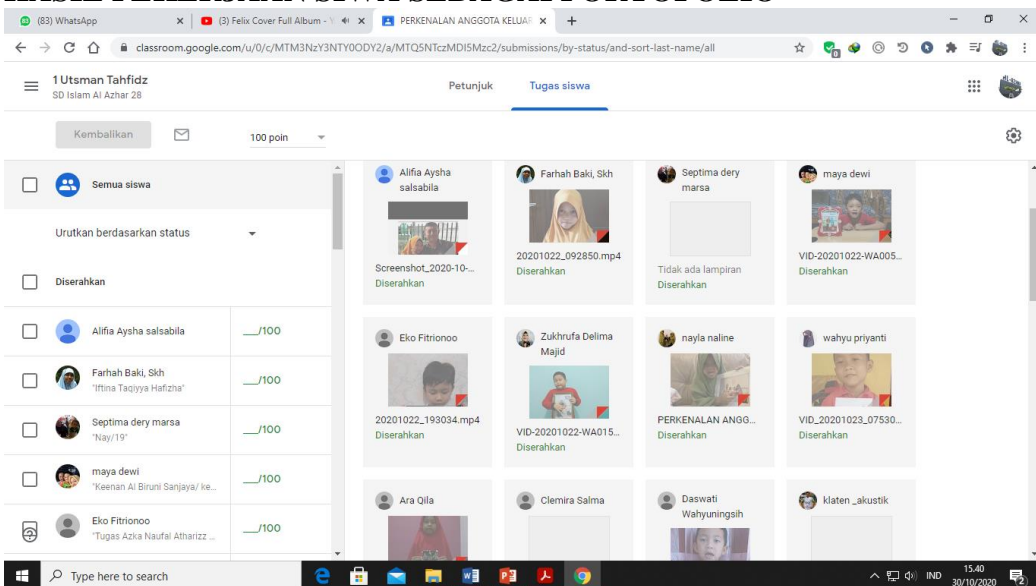 HASIL PEKERJAAN SISWA SEBAGAI PORTOFOLIO
(83) WhatsApp
(3) Felix Cover Full Album -
PERKENALAN ANGGOTA KELUAR
classroom.google.com/u/0/c/MTM3NzY3NTY0ODY2/a/MTQ5NTczMDI5Mzc2/submissions/by-status/and-sort-last-name/all
1 Utsman Tahfidz
SD Islam Al Azhar 28
Petunjuk
Tugas siswa
Kembalikan
100 poin
Semua siswa
Urutkan berdasarkan status
Diserahkan
Alifia Aysha salsabila
__/100
Farhah Baki, Skh
"Iftina Taqiyya Hafizha"
__/100
Septima dery marsa
"Nay/19"
__/100
maya dewi
"Keenan Al Biruni Sanjaya/ ke...
__/100
Eko Fitrionoo
"Tugas Azka Naufal Atharizz ...
__/100
Alifia Aysha
salsabila
Screenshot_2020-10-...
Diserahkan
Farhah Baki, Skh
20201022_092850.mp4
Diserahkan
Septima dery
marsa
Tidak ada lampiran
Diserahkan
maya dewi
VID-20201022-WA005...
Diserahkan
Eko Fitrionoo
20201022_193034.mp4
Diserahkan
Zukhrufa Delima
Majid
VID-20201022-WA015...
Diserahkan
nayla naline
PERKENALAN ANGG...
Diserahkan
wahyu priyanti
VID_20201023_07530...
Diserahkan
Ara Qila
Clemira Salma
Daswati
Wahyuningsih
klaten _akustik
Type here to search
IND
15.40
30/10/2020